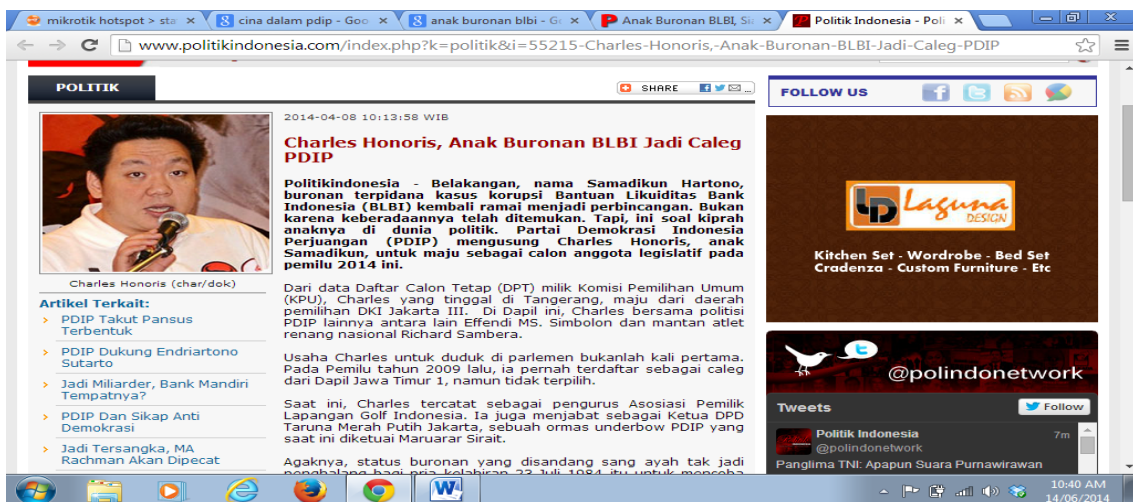 mikrotik hotspot > sta
cina dalam pdip - Goo
anak buronan blbi - G
Anak Buronan BLBI, Si
Politik Indonesia - Poli
www.politikindonesia.com/index.php?k=politik&i=55215-Charles-Honoris,-Anak-Buronan-BLBI-Jadi-Caleg-PDIP
POLITIK
SHARE
FOLLOW US
2014-04-08 10:13:58 WIB
Charles Honoris, Anak Buronan BLBI Jadi Caleg
PDIP
Politikindonesia - Belakangan, nama Samadikun Hartono,
buronan terpidana kasus korupsi Bantuan Likuiditas Bank
Indonesia (BLBI) kembali ramai menjadi perbincangan. Bukan
karena keberadaannya telah ditemukan. Tapi, ini soal kiprah
anaknya di dunia politik. Partai Demokrasi Indonesia
Perjuangan (PDIP) mengusung Charles Honoris, anak
Samadikun, untuk maju sebagai calon anggota legislatif pada
pemilu 2014 ini.
Dari data Daftar Calon Tetap (DPT) milik Komisi Pemilihan Umum
(KPU), Charles yang tinggal di Tangerang, maju dari daerah
pemilihan DKI Jakarta III. Di Dapil ini, Charles bersama politisi
PDIP lainnya antara lain Effendi MS. Simbolon dan mantan atlet
renang nasional Richard Sambera.
Usaha Charles untuk duduk di parlemen bukanlah kali pertama.
Pada Pemilu tahun 2009 lalu, ia pernah terdaftar sebagai caleg
dari Dapil Jawa Timur 1, namun tidak terpilih.
Saat ini, Charles tercatat sebagai pengurus Asosiasi Pemilik
Lapangan Golf Indonesia. Ia juga menjabat sebagai Ketua DPD
Taruna Merah Putih Jakarta, sebuah ormas underbow PDIP yang
saat ini diketuai Maruarar Sirait.
Agaknya, status buronan yang disandang sang ayah tak jadi
penghalang bagi pria kelahiran 23 Juli 1984 itu untuk mencoba
Charles Honoris (char/dok)
Artikel Terkait:
PDIP Takut Pansus
Terbentuk
PDIP Dukung Endriartono
Sutarto
Jadi Miliarder, Bank Mandiri
Tempatnya?
PDIP Dan Sikap Anti
Demokrasi
Jadi Tersangka, MA
Rachman Akan Dipecat
LD Laguna
DESIGN
Kitchen Set - Wordrobe - Bed Set
Cradenza - Custom Furniture - Etc
@polindonetwork
Tweets
Follow
Politik Indonesia
7m
@polindonetwork
Panglima TNI: Apapun Suara Purnawirawan
10:40 AM
14/06/2014